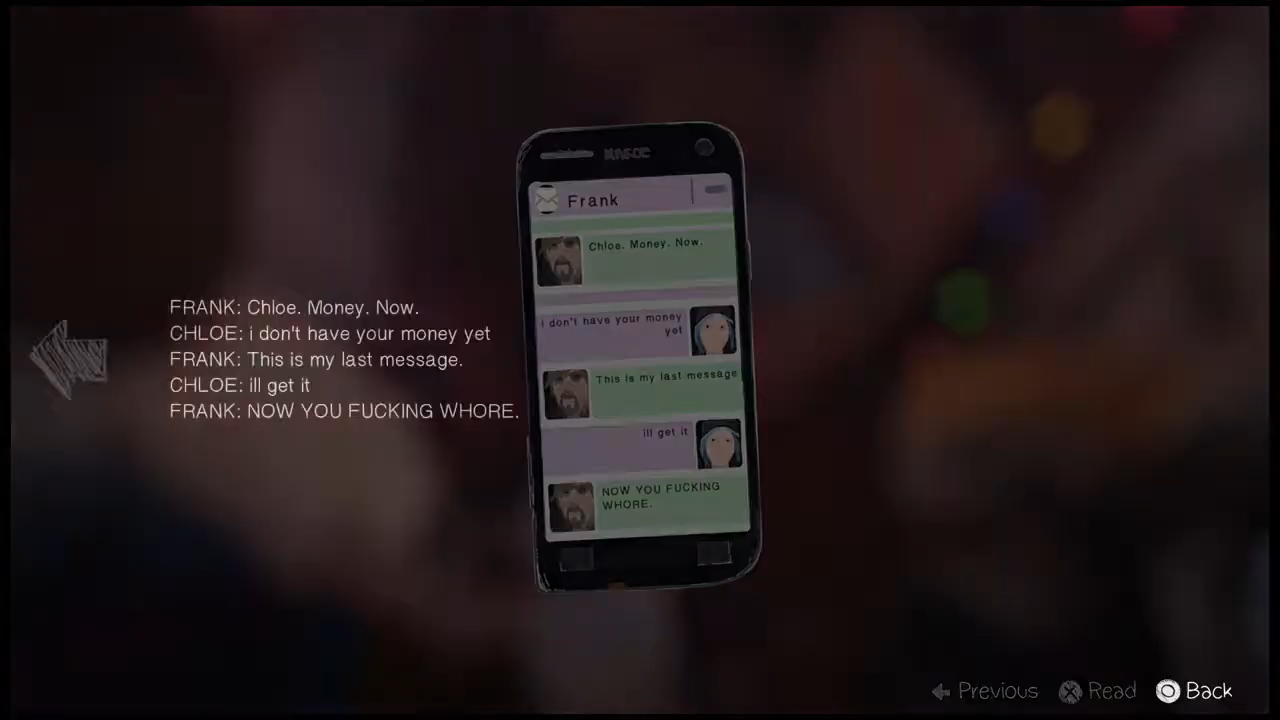 Frank
Chloe. Money. Now.
i don't have your money
yet
This is my last message
ill get it
NOW YOU FUCKING
WHORE.
FRANK: Chloe. Money. Now.
CHLOE: i don't have your money yet
FRANK: This is my last message.
CHLOE: ill get it
FRANK: NOW YOU FUCKING WHORE.
Previous
Read
Back